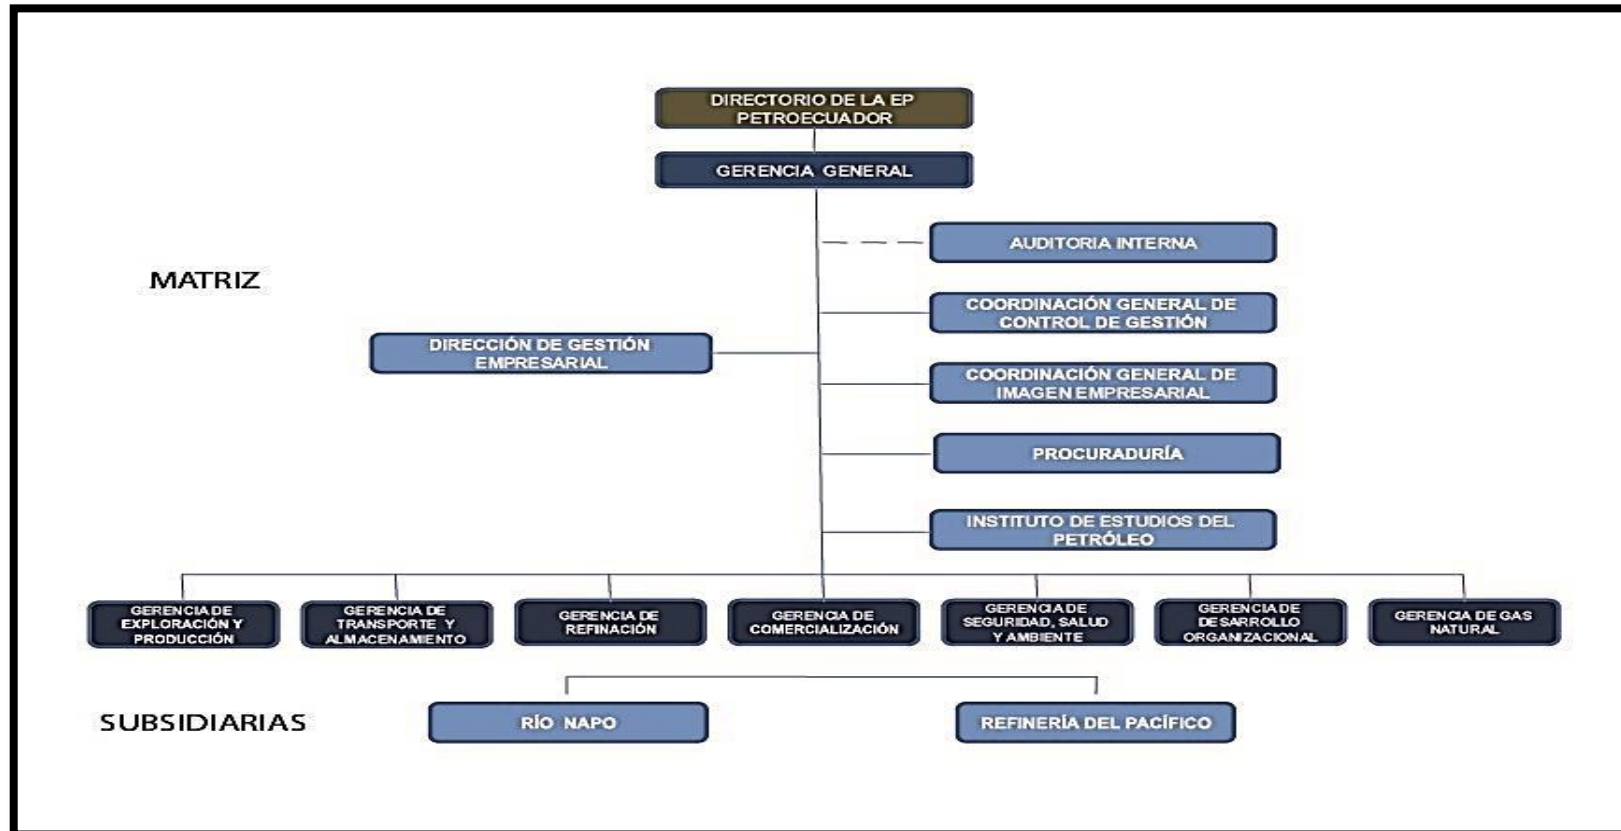 DIRECTORIO DE LA EP
PETROECUADOR
GERENCIA GENERAL
AUDITORIA INTERNA
MATRIZ
COORDINACIÓN GENERAL DE
CONTROL DE GESTIÓN
DIRECCIÓN DE GESTIÓN
EMPRESARIAL
COORDINACIÓN GENERAL DE
IMAGEN EMPRESARIAL
PROCURADURÍA
INSTITUTO DE ESTUDIOS DEL
PETRÓLEO
GERENCIA DE
EXPLORACIÓN Y
PRODUCCIÓN
GERENCIA DE
TRANSPORTE Y
ALMACENAMIENTO
GERENCIA DE
REFINACIÓN
GERENCIA DE
COMERCIALIZACIÓN
GERENCIA DE
SEGURIDAD, SALUD
Y AMBIENTE
GERENCIA DE
DESARROLLO
ORGANIZACIONAL
GERENCIA DE GAS
NATURAL
SUBSIDIARIAS
RÍO NAPO
REFINERÍA DEL PACÍFICO